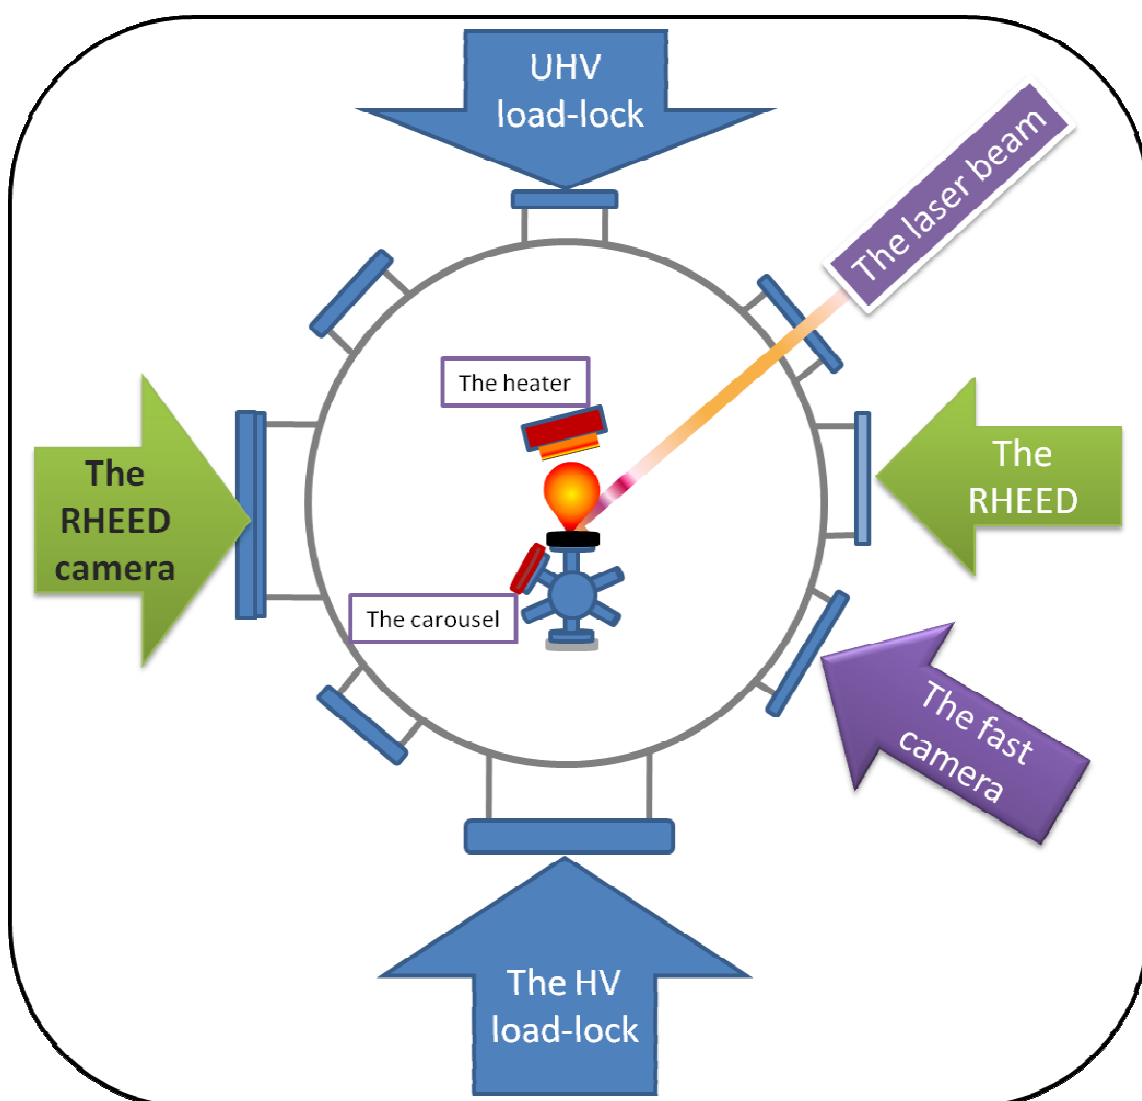 UHV
load-lock
The laser beam
The heater
The
RHEED
camera
The
RHEED
The carousel
The fast
camera
The HV
load-lock